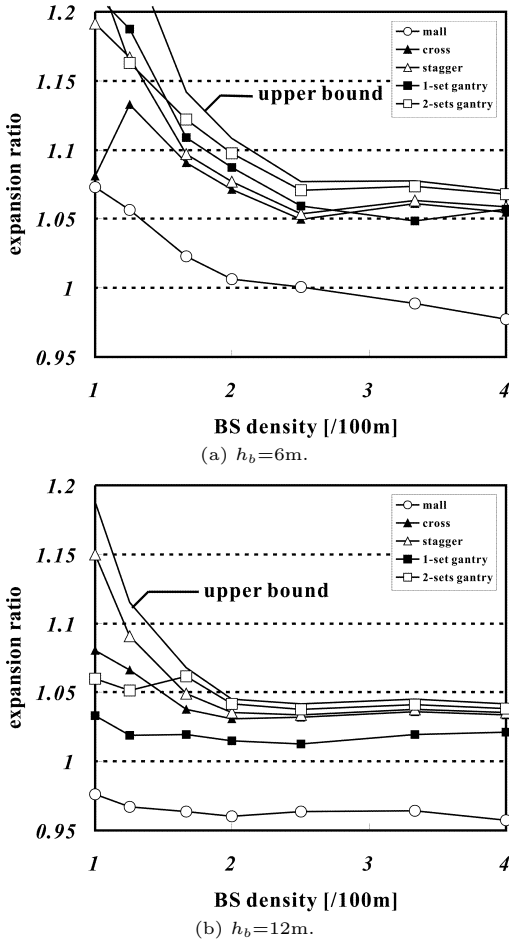 1.2
1.15
1.1
1.05
1
0.95
expansion ratio
mall
cross
stagger
1-set gantry
2-sets gantry
upper bound
1 2 3 4
BS density [/100m]
(a) h_b=6m.
1.2
1.15
1.1
1.05
1
0.95
expansion ratio
mall
cross
stagger
1-set gantry
2-sets gantry
upper bound
1 2 3 4
BS density [/100m]
(b) h_b=12m.